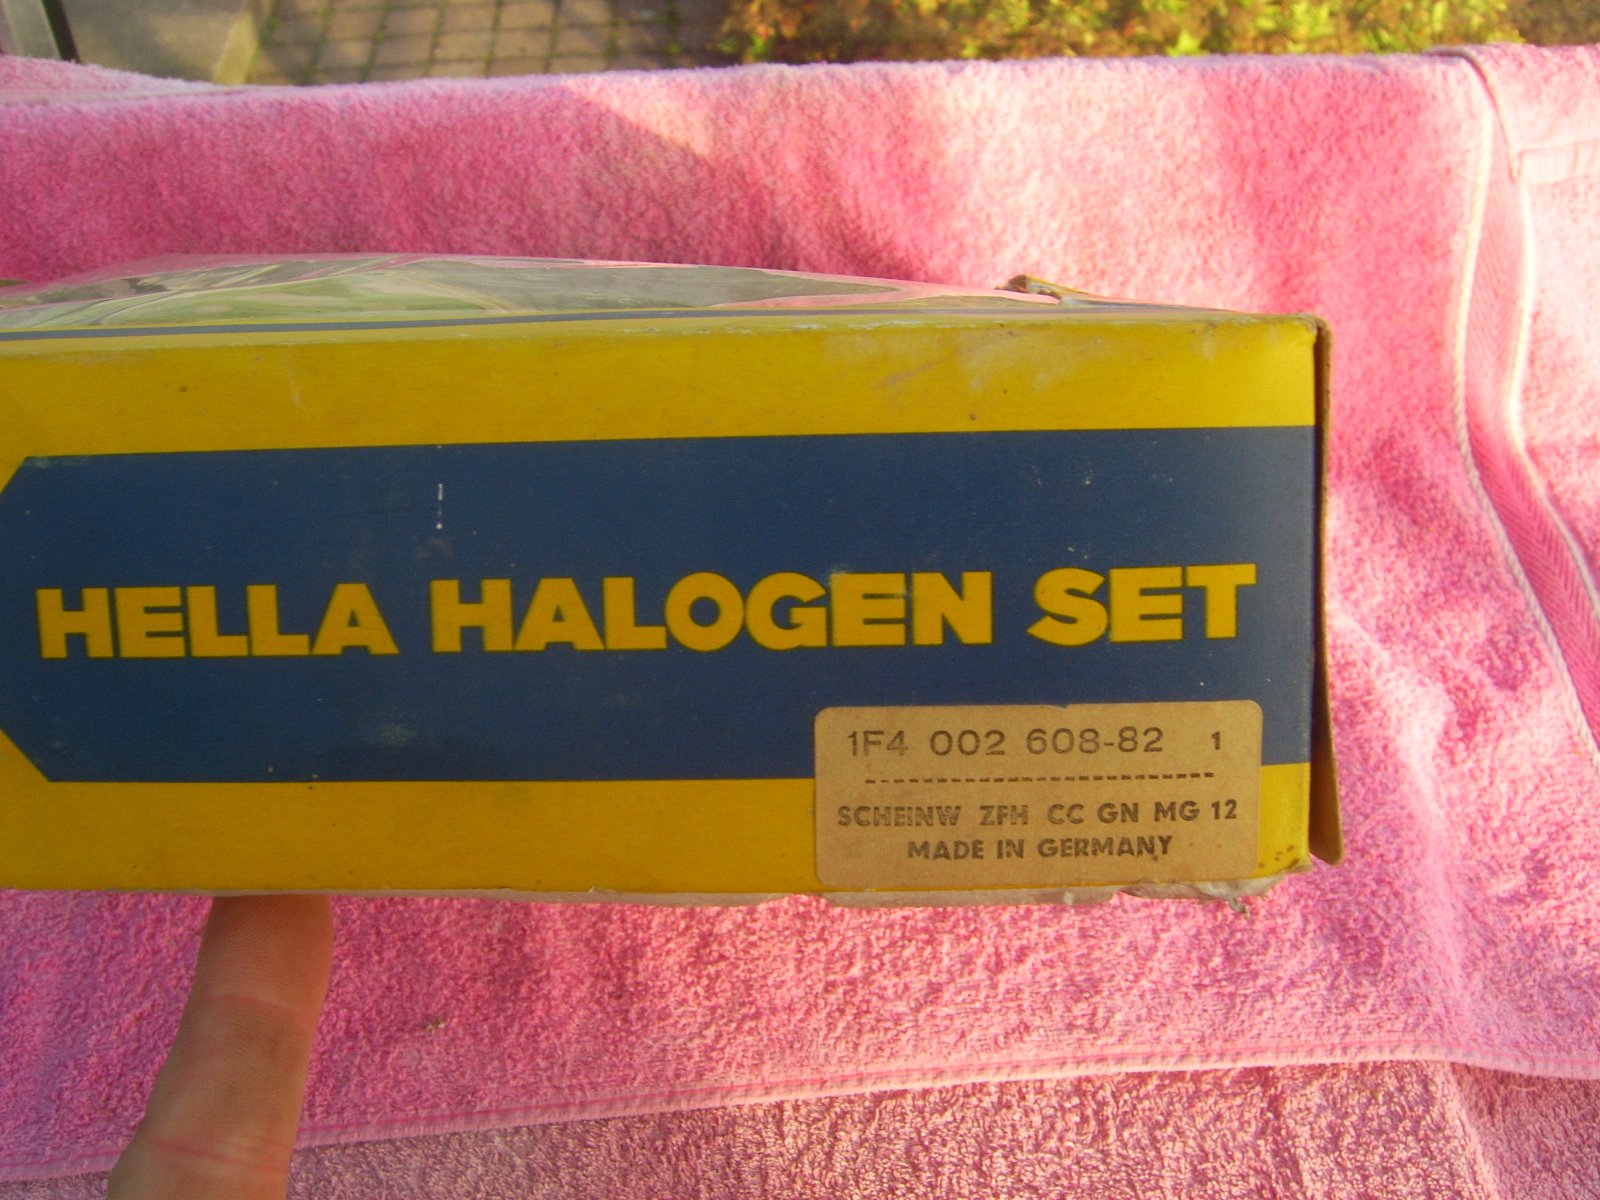 HELLA HALOGEN SET
1F4 002 608-82 1
SCHEINW ZFH CC GN MG 12
MADE IN GERMANY